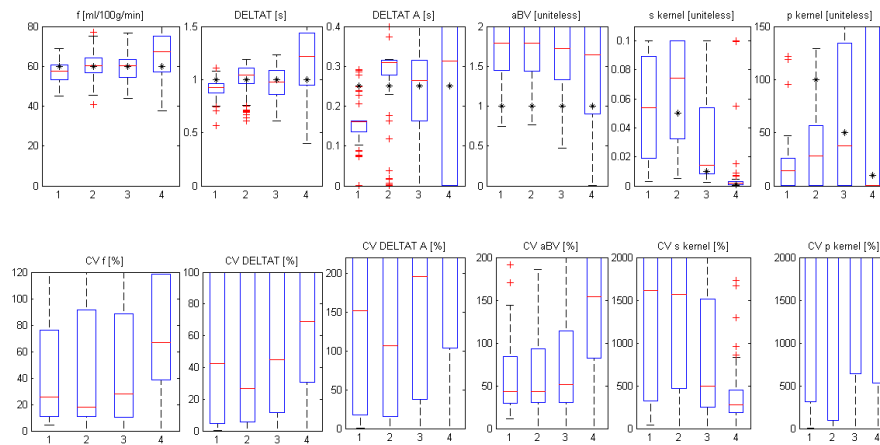 f [ml/100g/min] DELTAT [s] DELTAT A [s] aBV [uniteless] s kernel [uniteless] p kernel [uniteless]
80 1.5 0.4 2 0.1 150
60 0.3 1.5 0.08 100
40 1 0.2 1 0.06
0.5 0.04 50
20 0.1 0.5 0.02
0 0 0 0 0
1 2 3 4 1 2 3 4 1 2 3 4 1 2 3 4 1 2 3 4 1 2 3 4
CV f [%] CV DELTAT [%] CV DELTAT A [%] CV aBV [%] CV s kernel [%] CV p kernel [%]
120 100 200 200 2000 2000
100 80 150 150 1500 1500
80 60
60 100 100 1000 1000
40 40
20 20 50 50 500 500
0 0 0 0 0 0
1 2 3 4 1 2 3 4 1 2 3 4 1 2 3 4 1 2 3 4 1 2 3 4